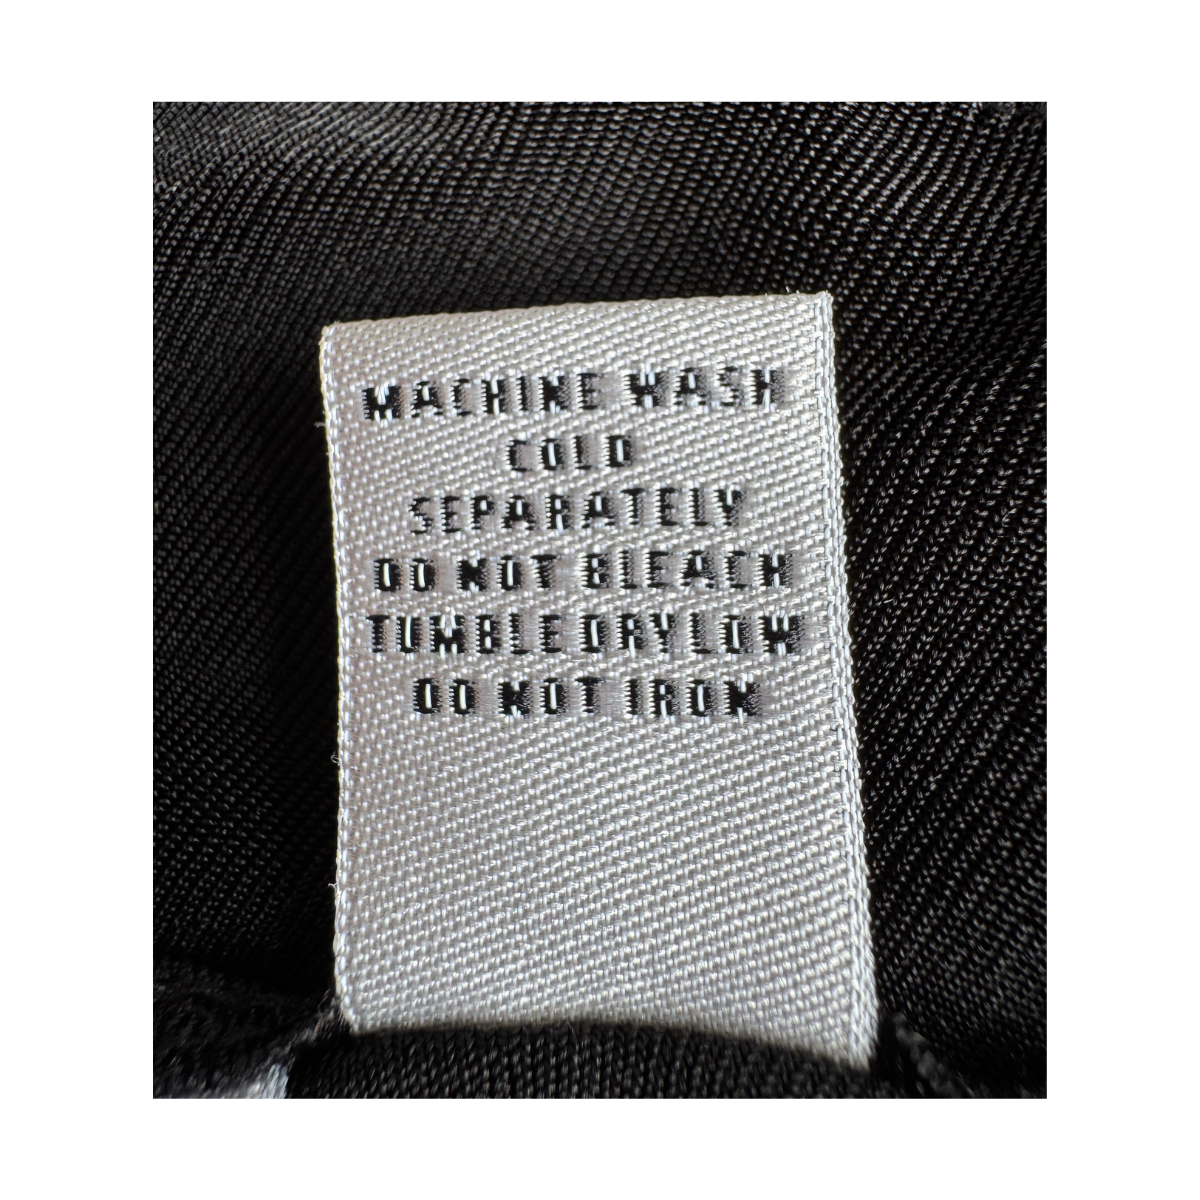 MACHINE WASH
COLD
SEPARATELY
DO NOT BLEACH
TUMBLE DRY LOW
DO NOT IRON